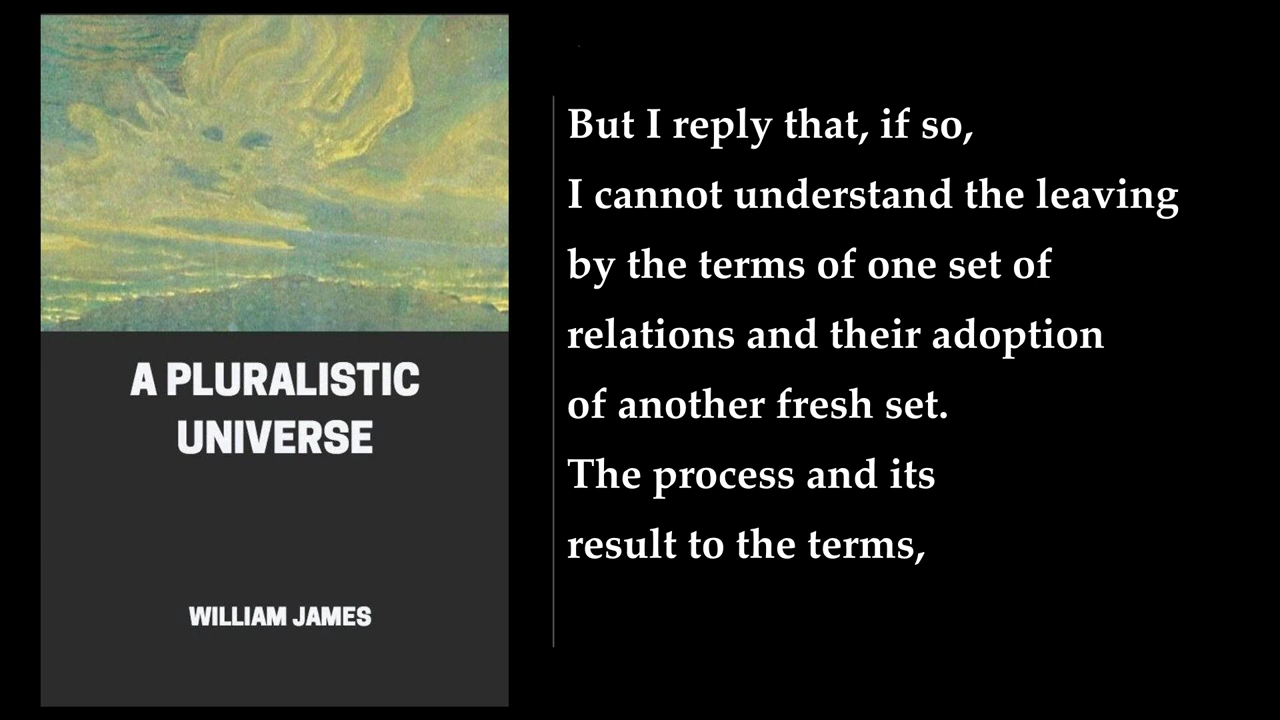 A PLURALISTIC
UNIVERSE
WILLIAM JAMES
But I reply that, if so,
I cannot understand the leaving
by the terms of one set of
relations and their adoption
of another fresh set.
The process and its
result to the terms,